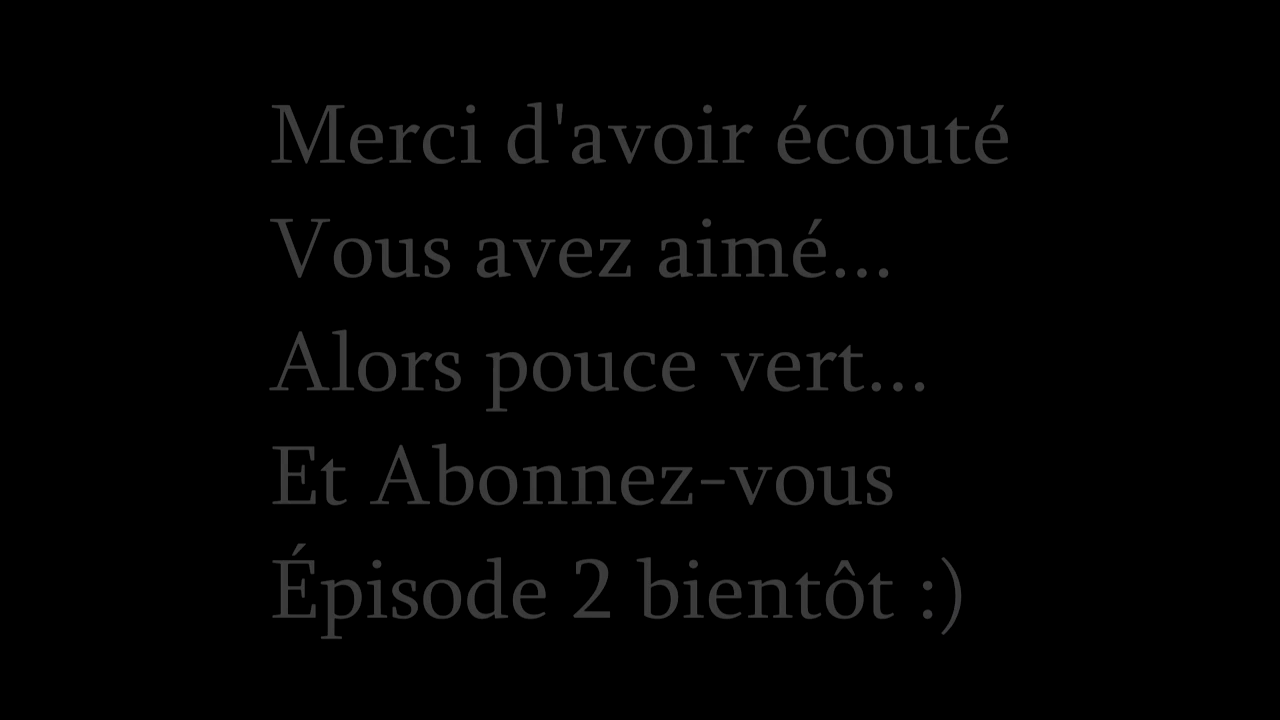 Merci d'avoir écouté
Vous avez aimé...
Alors pouce vert...
Et Abonnez-vous
Épisode 2 bientôt :)